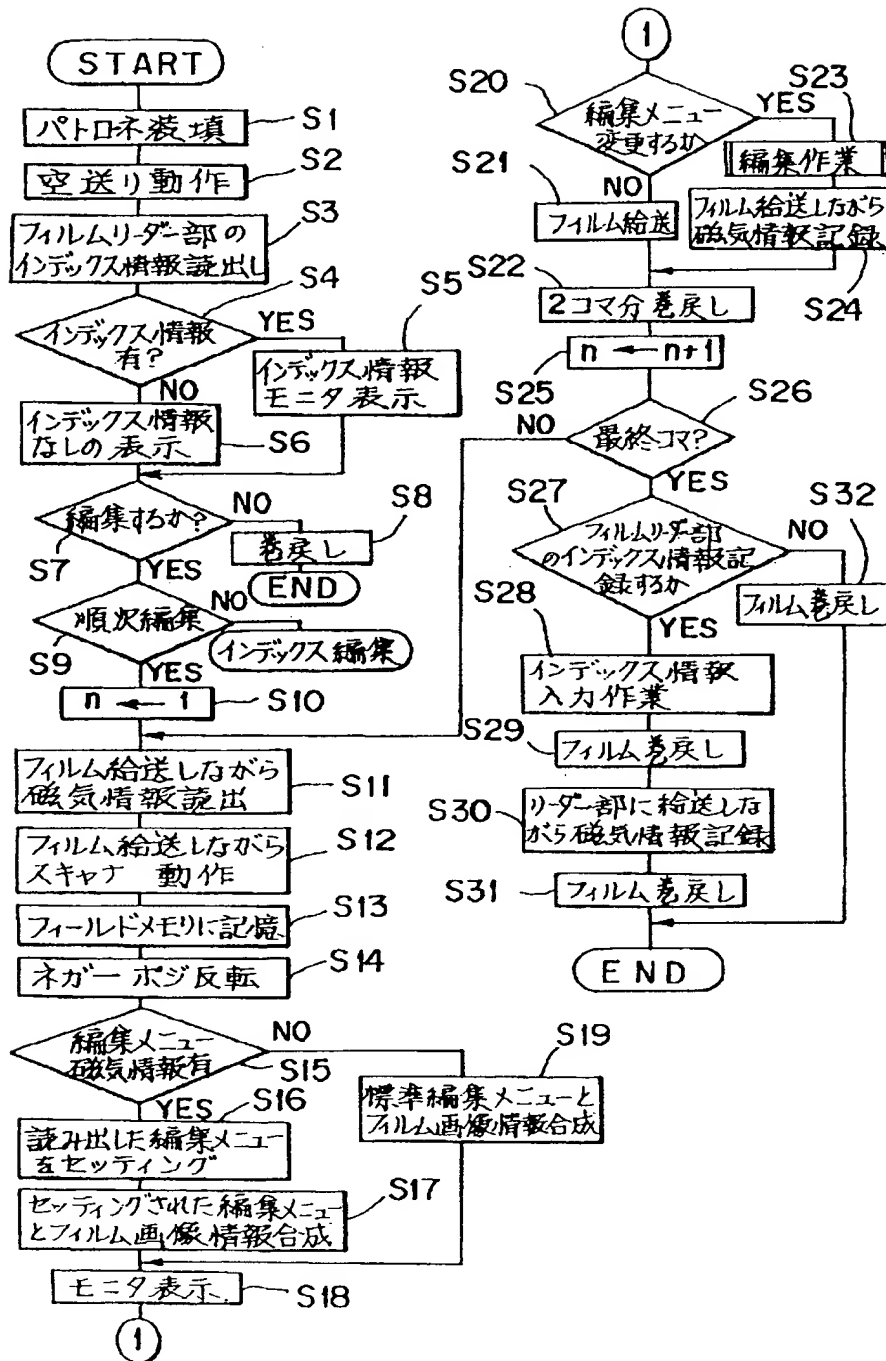 START
パトロネ装填
S1
空送り動作
S2
フィルムリーダー部の
インデックス情報読出し
S3
S4
インデックス情報
有?
YES
S5
インデックス情報
モニタ表示
NO
インデックス情報
なしの表示
S6
編集するか?
S7
NO
S8
巻戻し
END
YES
順次編集
S9
NO
インデックス編集
YES
n ← 1
S10
フィルム給送しながら
磁気情報読出
S11
フィルム給送しながら
スキャナ動作
S12
フィールドメモリに記憶
S13
ネガーポジ反転
S14
編集メニュー
磁気情報有
S15
NO
S19
標準編集メニューと
フィルム画像情報合成
YES
S16
読み出した編集メニュー
をセッティング
セッティングされた編集メニュー
とフィルム画像情報合成
S17
モニタ表示
S18
1
1
S20
編集メニュー
変更するか
YES
S23
編集作業
S21
NO
フィルム給送
フィルム給送しながら
磁気情報記録
S24
S22
2コマ分巻戻し
n ← n+1
S25
S26
最終コマ?
NO
YES
S27
フィルムリーダー部
のインデックス情報記
録するか
NO
S32
フィルム巻戻し
S28
YES
インデックス情報
入力作業
S29
フィルム巻戻し
S30
リーダー部に給送しな
がら磁気情報記録
S31
フィルム巻戻し
END